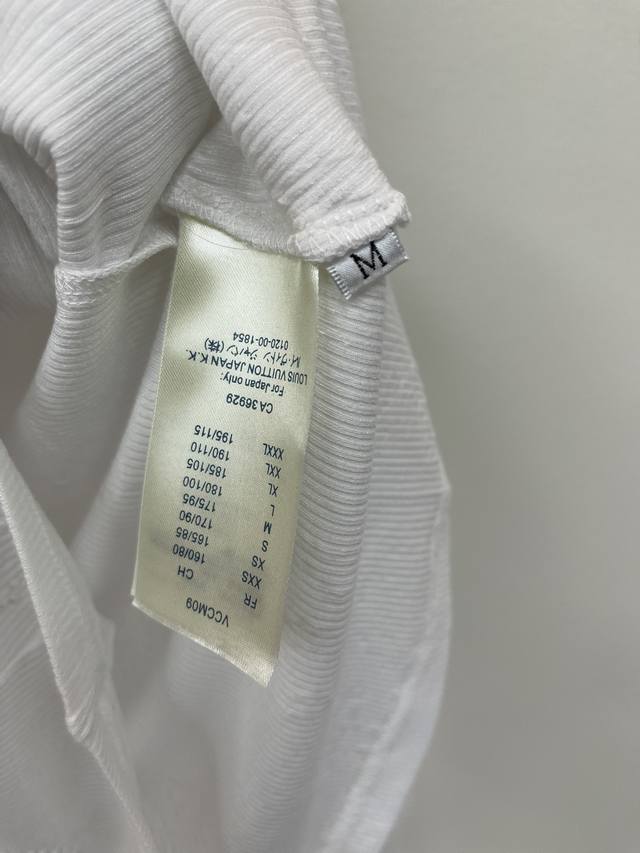 VCCM09
FR CH
XXS 160/80
XS 165/85
S 170/90
M 175/95
L 180/100
XL 185/105
XXL 190/110
XXXL 195/115
CA36929
For Japan only:
LOUIS VUITTON JAPAN K.K.
ルイ・ヴィトン ジャパン(株)
0120-00-1854
M